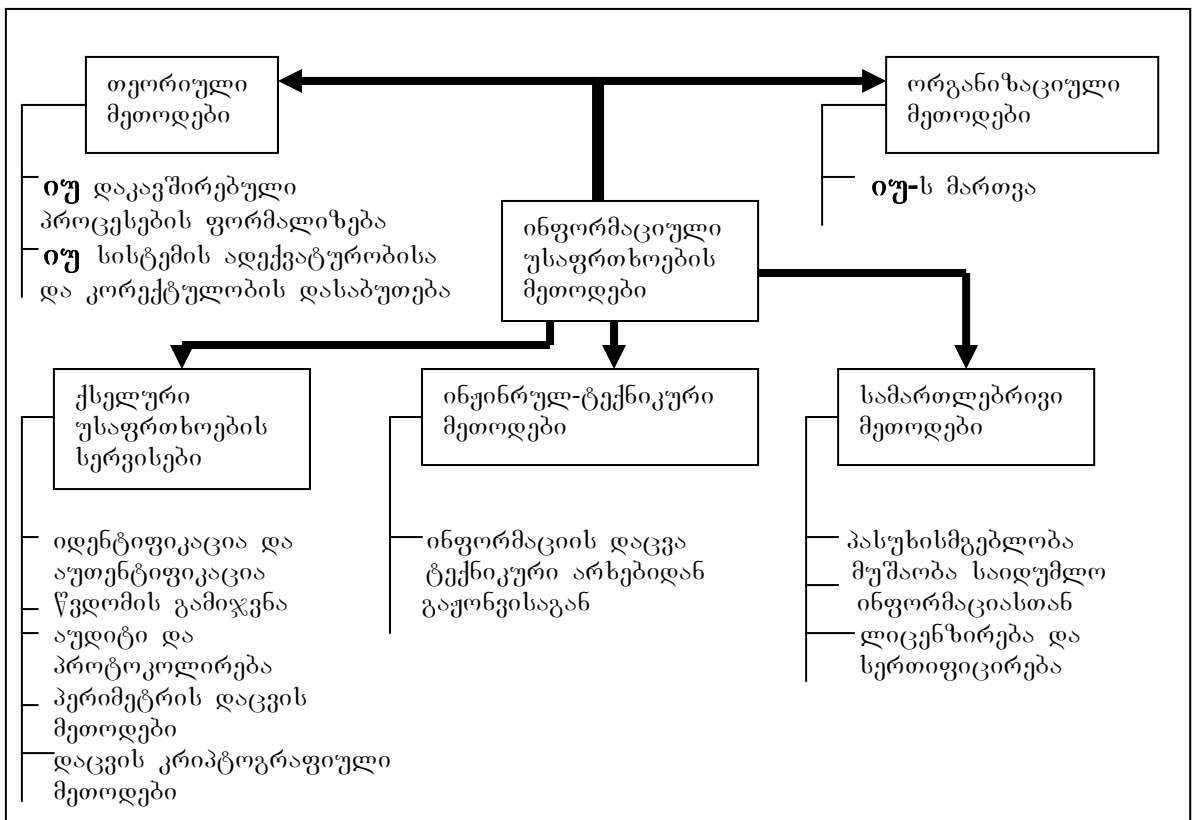 თეორიული
მეთოდები
ორგანიზაციული
მეთოდები
იუ დაკავშირებული
პროცესების ფორმალიზება
იუ სისტემის ადექვატურობისა
და კორექტულობის დასაბუთება
იუ-ს მართვა
ინფორმაციული
უსაფრთხოების
მეთოდები
ქსელური
უსაფრთხოების
სერვისები
იდენტიფიკაცია და
აუთენტიფიკაცია
წვდომის გამიჯვნა
აუდიტი და
პროტოკოლირება
პერიმეტრის დაცვის
მეთოდები
დაცვის კრიპტოგრაფიული
მეთოდები
ინჟინრულ-ტექნიკური
მეთოდები
ინფორმაციის დაცვა
ტექნიკური არხებიდან
გაჟონვისაგან
სამართლებრივი
მეთოდები
პასუხისმგებლობა
მუშაობა საიდუმლო
ინფორმაციასთან
ლიცენზირება და
სერთიფიცირება